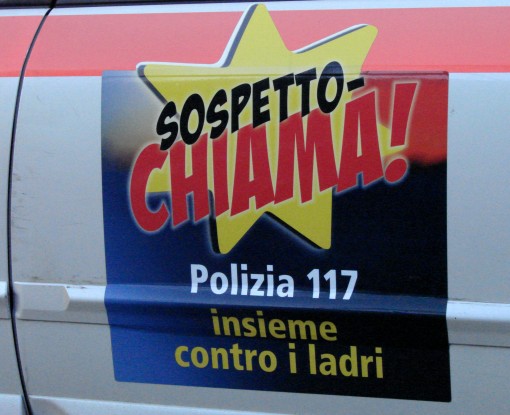 SOSPETTO-
CHIAMA!
Polizia 117
insieme
contro i ladri